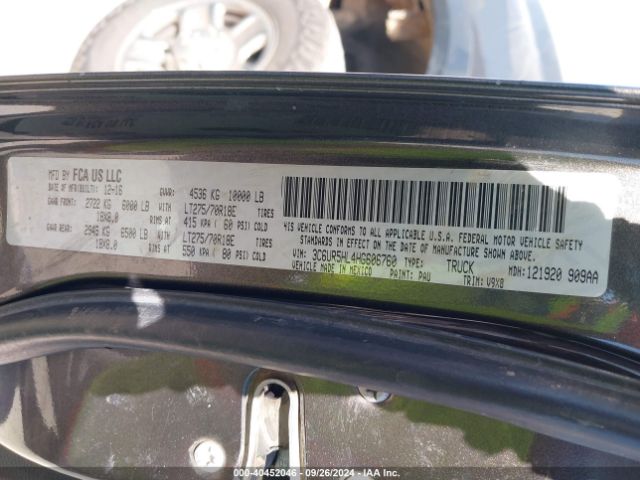 MFD BY FCA US LLC
DATE OF MFR/BUILT: 12-16 GVWR: 4536 KG 10000 LB
GAWR FRONT: 2722 KG 6000 LB WITH LT275/70R18E TIRES
18X8.0 RIMS AT 415 KPA ( 60 PSI) COLD
GAWR REAR: 2948 KG 6500 LB WITH LT275/70R18E TIRES
18X8.0 RIMS AT 550 KPA ( 80 PSI) COLD
THIS VEHICLE CONFORMS TO ALL APPLICABLE U.S.A. FEDERAL MOTOR VEHICLE SAFETY
STANDARDS IN EFFECT ON THE DATE OF MANUFACTURE SHOWN ABOVE.
VIN: 3C6UR5HL4HG606760 TYPE: TRUCK
MADE IN MEXICO PAINT: PAU TRIM: V9X8 MDH: 121920 909AA
000-40452046 - 09/26/2024 - IAA Inc.